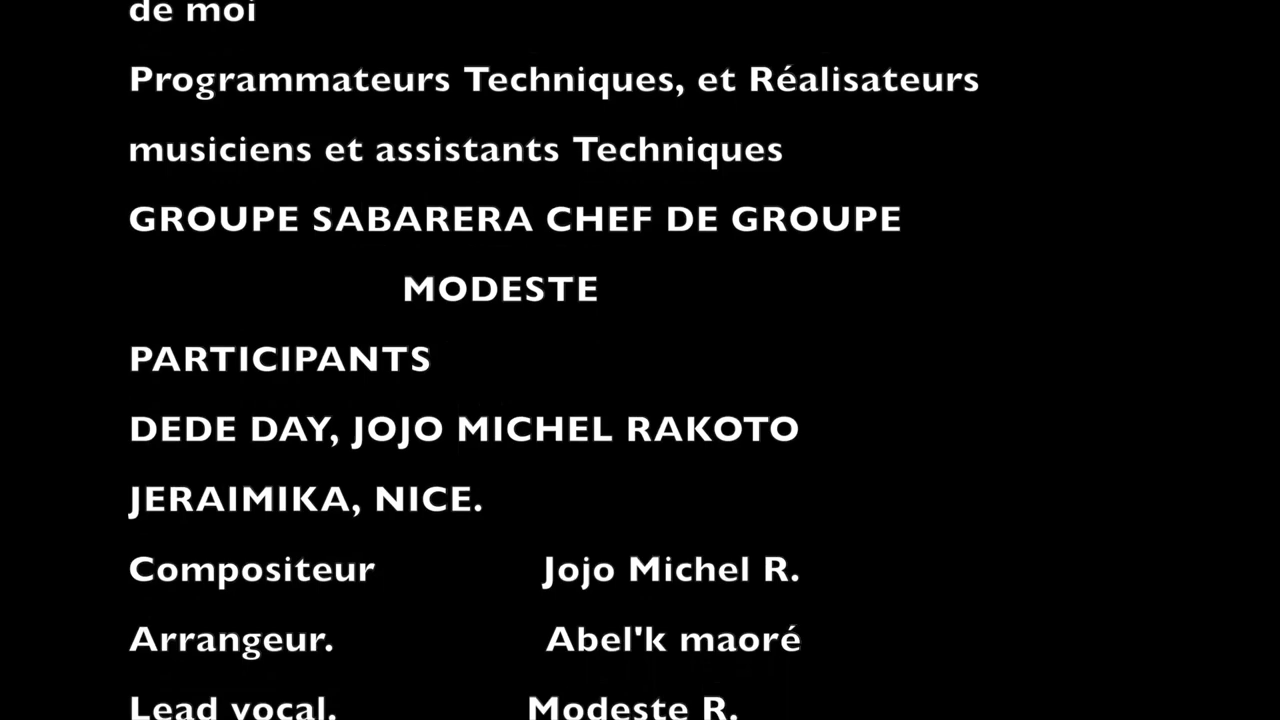 de moi
Programmateurs Techniques, et Réalisateurs
musiciens et assistants Techniques
GROUPE SABARERA CHEF DE GROUPE
MODESTE
PARTICIPANTS
DEDE DAY, JOJO MICHEL RAKOTO
JERAIMIKA, NICE.
Compositeur Jojo Michel R.
Arrangeur. Abel'k maoré
Lead vocal. Modeste R.